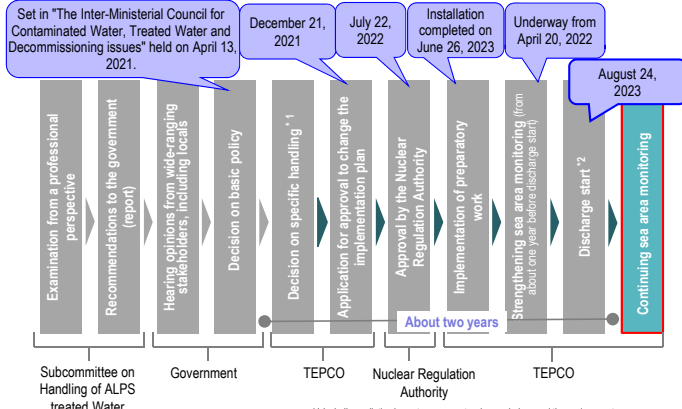 Set in "The Inter-Ministerial Council for
Contaminated Water, Treated Water and
Decommissioning issues" held on April 13,
2021.
December 21,
2021
July 22,
2022
Installation
completed on
June 26, 2023
Underway from
April 20, 2022
August 24,
2023
Examination from a professional
perspective
Recommendations to the government
(report)
Hearing opinions from wide-ranging
stakeholders, including locals
Decision on basic policy
Decision on specific handling *1
Application for approval to change the
implementation plan
Approval by the Nuclear
Regulation Authority
Implementation of preparatory
work
Strengthening sea area monitoring (from
about one year before discharge start)
Discharge start *2
Continuing sea area monitoring
About two years
Subcommittee on
Handling of ALPS
treated Water
Government
TEPCO
Nuclear Regulation
Authority
TEPCO